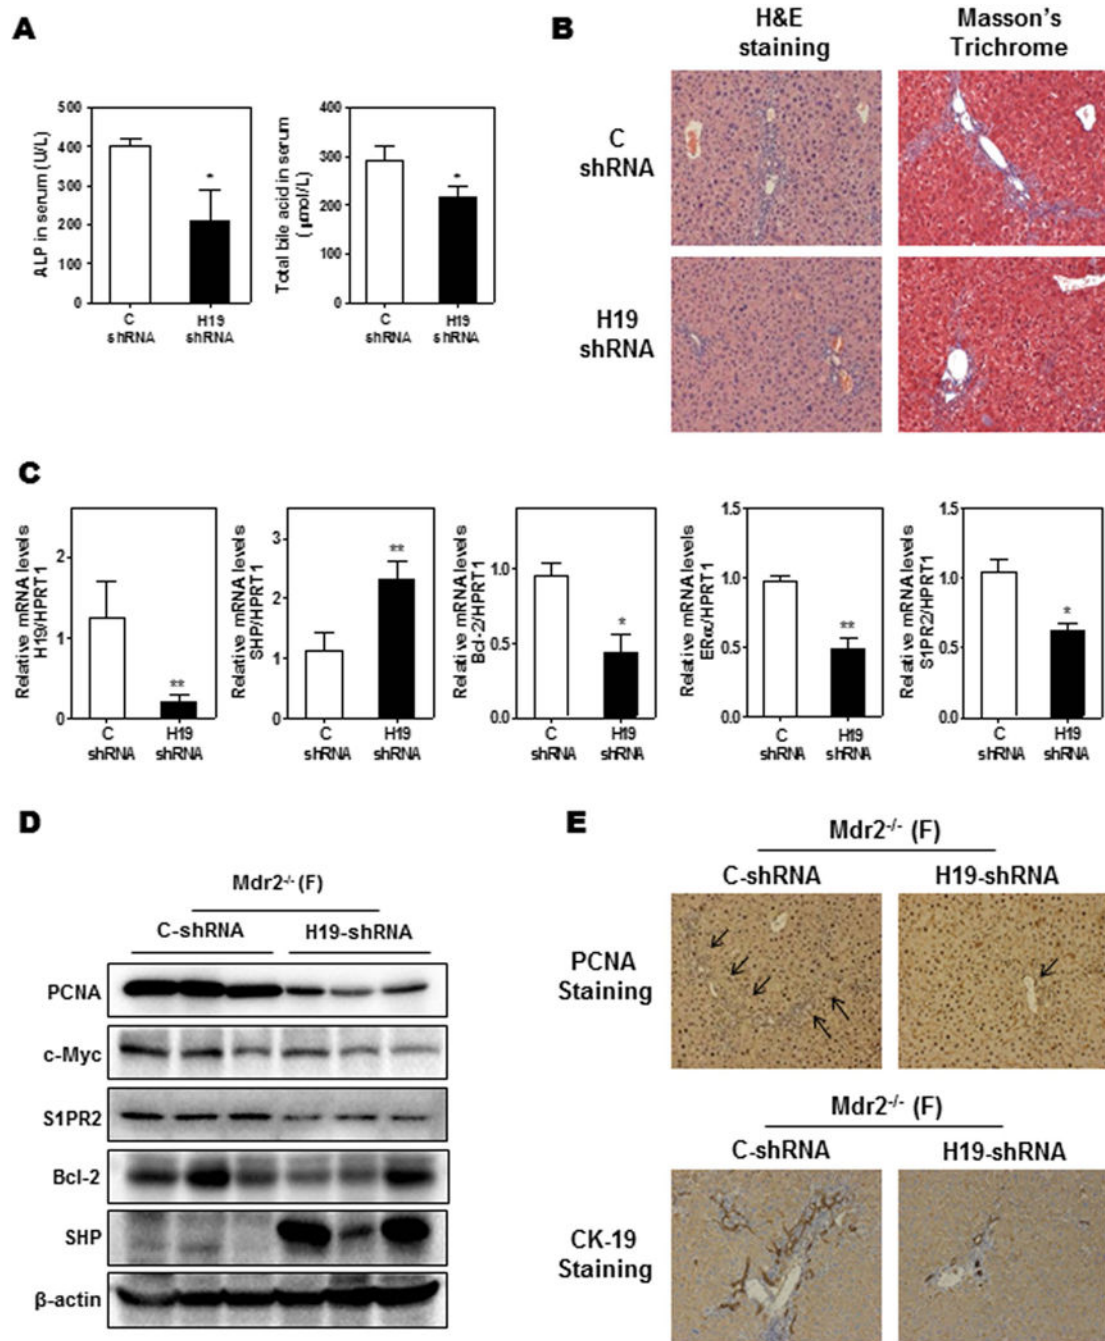 A
ALP in serum (U/L)
500
400
300
200
100
0
*
C
shRNA
H19
shRNA
Total bile acid in serum
( μmol/L)
400
300
200
100
0
*
C
shRNA
H19
shRNA
B
H&E
staining
Masson's
Trichrome
C
shRNA
H19
shRNA
C
Relative mRNA levels
H19/HPRT1
2
1
0
**
C
shRNA
H19
shRNA
Relative mRNA levels
SHP/HPRT1
3
2
1
0
**
C
shRNA
H19
shRNA
Relative mRNA levels
Bcl-2/HPRT1
1.0
0.5
0.0
*
C
shRNA
H19
shRNA
Relative mRNA levels
ERα/HPRT1
1.5
1.0
0.5
0.0
**
C
shRNA
H19
shRNA
Relative mRNA levels
S1PR2/HPRT1
1.5
1.0
0.5
0.0
*
C
shRNA
H19
shRNA
D
Mdr2-/- (F)
C-shRNA H19-shRNA
PCNA
c-Myc
S1PR2
Bcl-2
SHP
β-actin
E
Mdr2-/- (F)
C-shRNA H19-shRNA
PCNA
Staining
Mdr2-/- (F)
C-shRNA H19-shRNA
CK-19
Staining